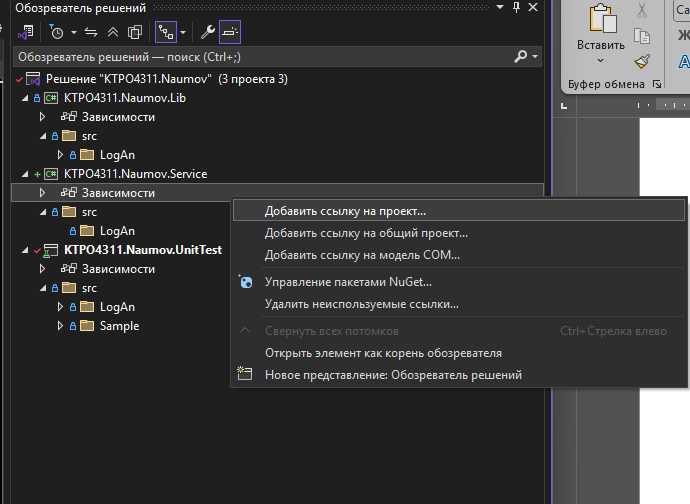 Обозреватель решений
Обозреватель решений — поиск (Ctrl+;)
Решение "КТРО4311.Naumov" (3 проекта 3)
C# KTPO4311.Naumov.Lib
Зависимости
src
LogAn
C# KTPO4311.Naumov.Service
Зависимости
src
LogAn
KTPO4311.Naumov.UnitTest
Зависимости
src
LogAn
Sample
Добавить ссылку на проект...
Добавить ссылку на общий проект...
Добавить ссылку на модель COM...
Управление пакетами NuGet...
Удалить неиспользуемые ссылки...
Свернуть всех потомков Ctrl+Стрелка влево
Открыть элемент как корень обозревателя
Новое представление: Обозреватель решений
Вставить
Буфер обмена
Ca
Ж
A
L